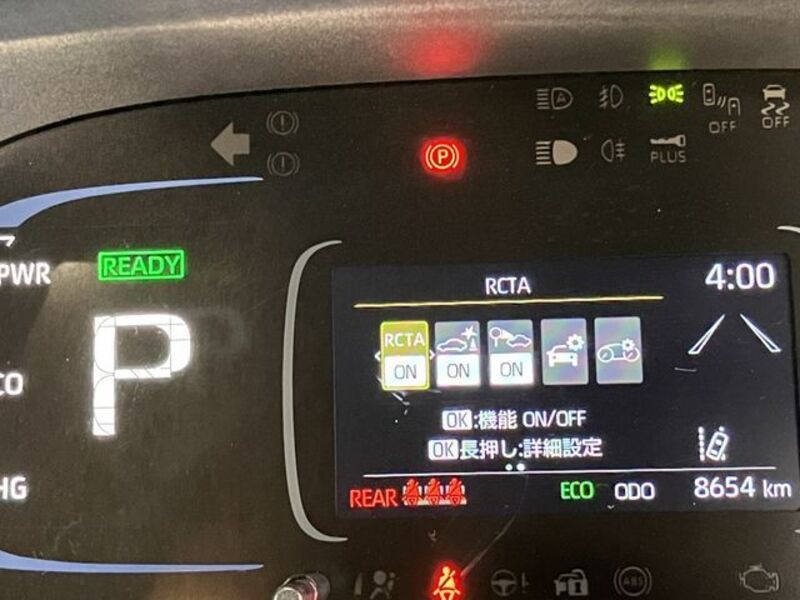 OFF
OFF
PLUS
PWR
READY
P
RCTA
4:00
RCTA
ON
ON
ON
OK:機能 ON/OFF
OK長押し:詳細設定
CO
HG
REAR
ECO
ODO
8654 km
ABS